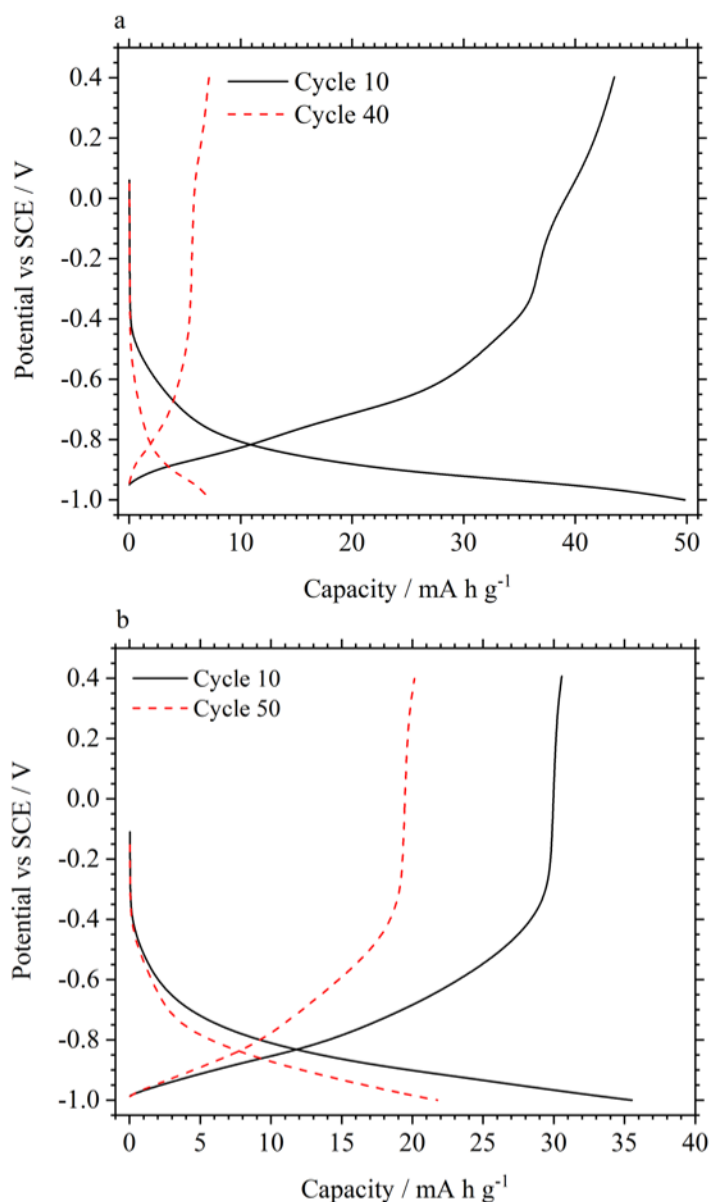 a
Cycle 10
Cycle 40
0.4
0.2
0.0
-0.2
-0.4
-0.6
-0.8
-1.0
Potential vs SCE / V
0 10 20 30 40 50
Capacity / mA h g⁻¹
b
Cycle 10
Cycle 50
0.4
0.2
0.0
-0.2
-0.4
-0.6
-0.8
-1.0
Potential vs SCE / V
0 5 10 15 20 25 30 35 40
Capacity / mA h g⁻¹